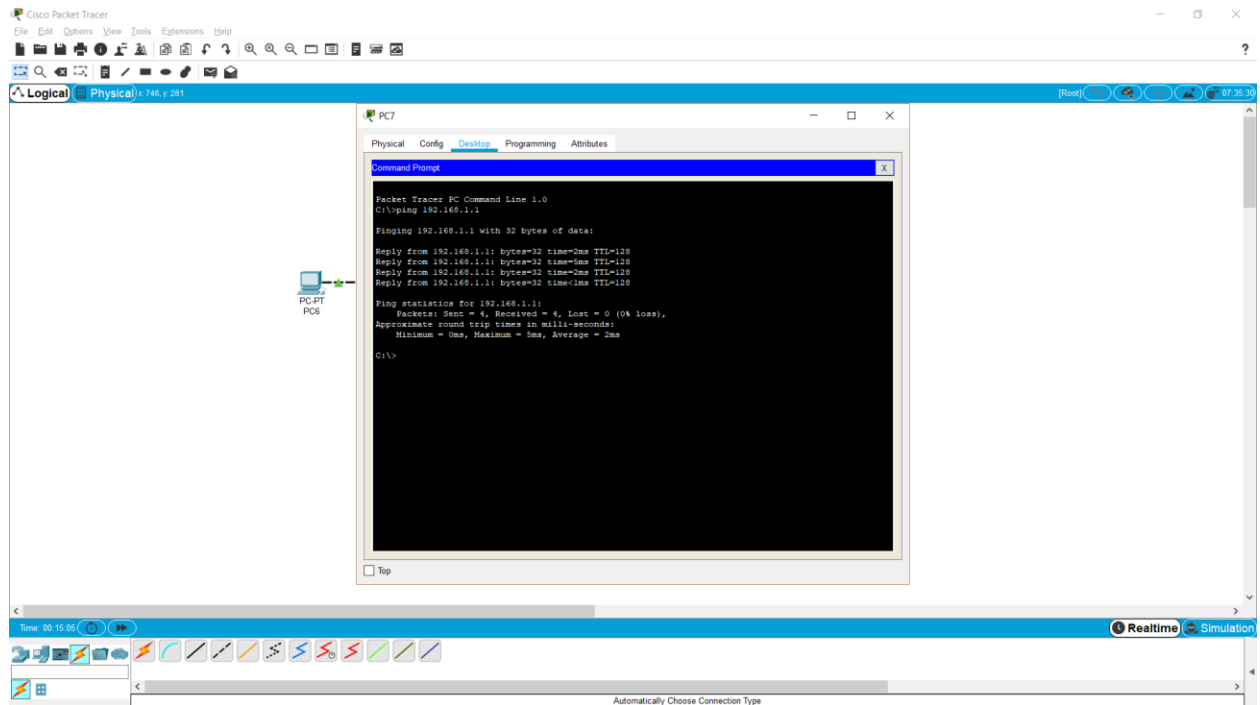 Cisco Packet Tracer
File Edit Options View Tools Extensions Help
?
Logical Physical x: 746, y: 281 [Root] 07:35:30
PC7
Physical Config Desktop Programming Attributes
Command Prompt X
Packet Tracer PC Command Line 1.0
C:\>ping 192.168.1.1
Pinging 192.168.1.1 with 32 bytes of data:
Reply from 192.168.1.1: bytes=32 time=2ms TTL=128
Reply from 192.168.1.1: bytes=32 time=5ms TTL=128
Reply from 192.168.1.1: bytes=32 time=2ms TTL=128
Reply from 192.168.1.1: bytes=32 time<1ms TTL=128
Ping statistics for 192.168.1.1:
Packets: Sent = 4, Received = 4, Lost = 0 (0% loss),
Approximate round trip times in milli-seconds:
Minimum = 0ms, Maximum = 5ms, Average = 2ms
C:\>
PC-PT
PC6
Top
Time: 00:15:05 Realtime Simulation
Automatically Choose Connection Type